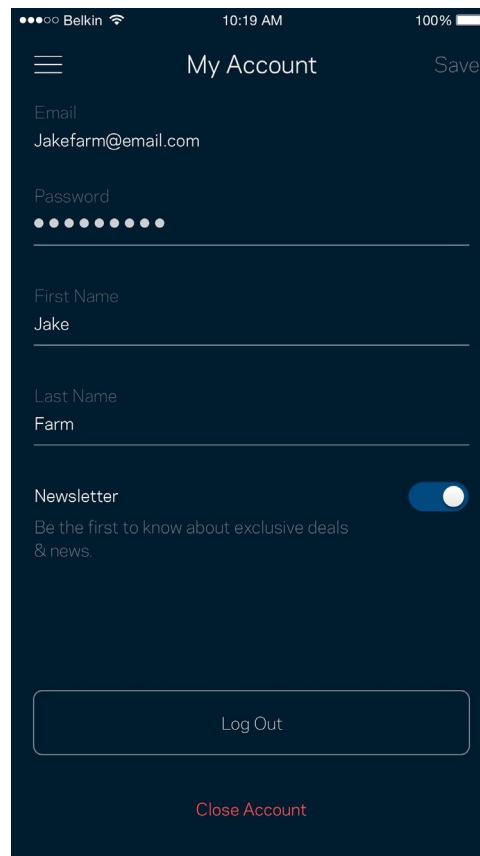 Belkin 10:19 AM 100%
My Account Save
Email
Jakefarm@email.com
Password
●●●●●●●●●
First Name
Jake
Last Name
Farm
Newsletter
Be the first to know about exclusive deals
& news.
Log Out
Close Account